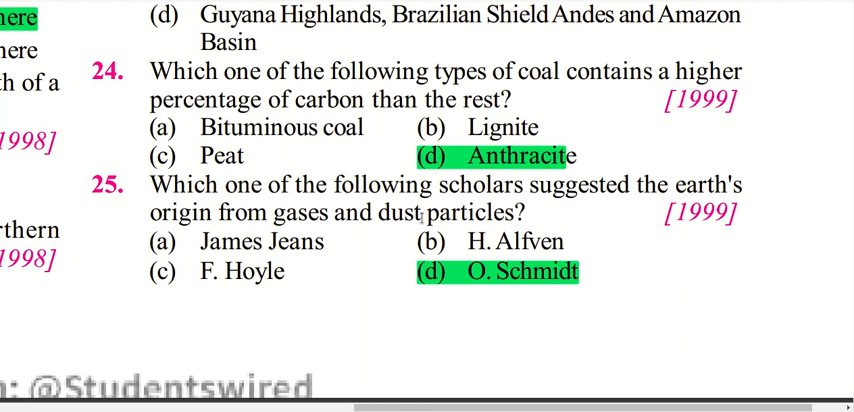 here
here
th of a
1998]
rthern
1998]
(d) Guyana Highlands, Brazilian Shield Andes and Amazon
Basin
24. Which one of the following types of coal contains a higher
percentage of carbon than the rest? [1999]
(a) Bituminous coal (b) Lignite
(c) Peat (d) Anthracite
25. Which one of the following scholars suggested the earth's
origin from gases and dust particles? [1999]
(a) James Jeans (b) H. Alfven
(c) F. Hoyle (d) O. Schmidt
: @Studentswired